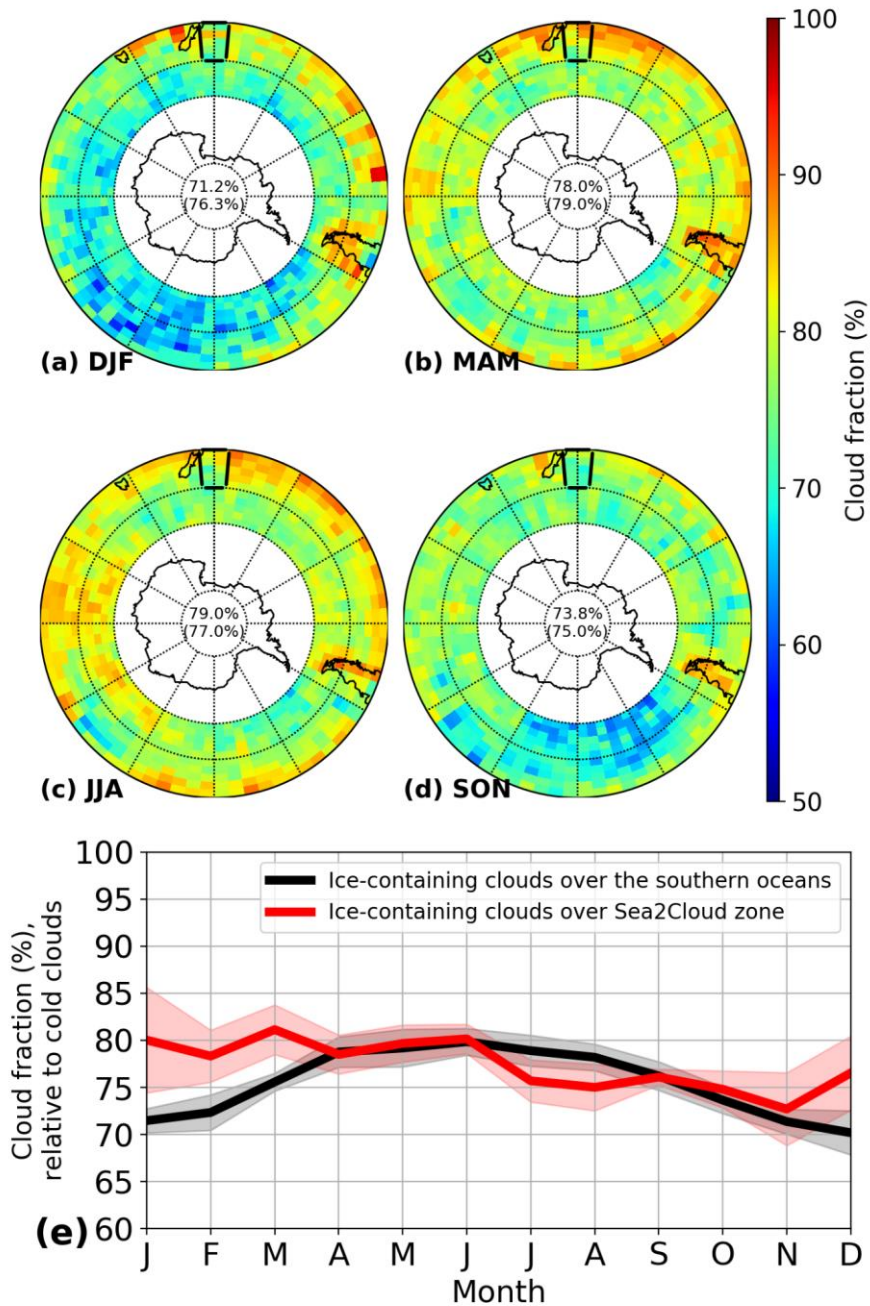 71.2%
(76.3%)
(a) DJF
78.0%
(79.0%)
(b) MAM
79.0%
(77.0%)
(c) JJA
73.8%
(75.0%)
(d) SON
100
90
80
70
60
50
Cloud fraction (%)
100
95
90
85
80
75
70
65
60
Cloud fraction (%),
relative to cold clouds
Ice-containing clouds over the southern oceans
Ice-containing clouds over Sea2Cloud zone
(e)
J F M A M J J A S O N D
Month